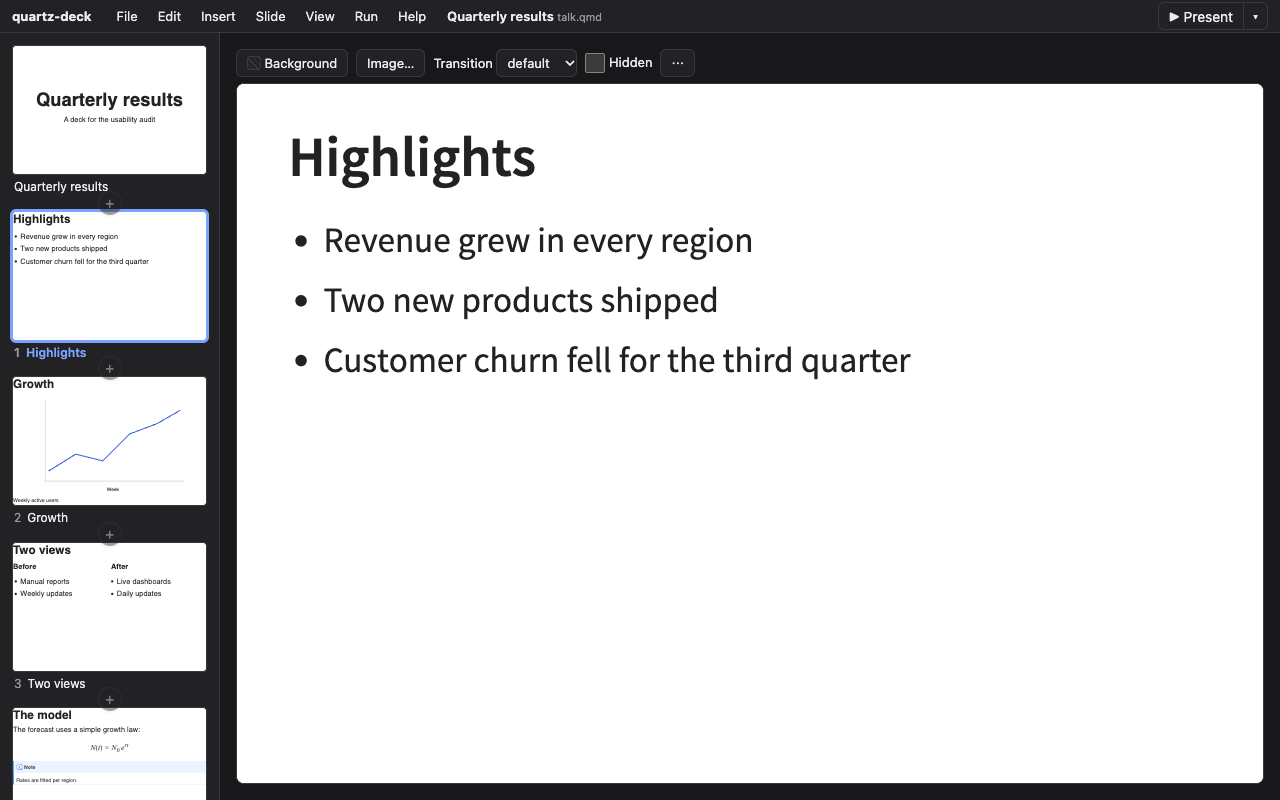 quartz-deck File Edit Insert Slide View Run Help Quarterly results talk.qmd Present
Quarterly results
A deck for the usability audit
Quarterly results
Highlights
Revenue grew in every region
Two new products shipped
Customer churn fell for the third quarter
1 Highlights
Growth
Week
Weekly active users
2 Growth
Two views
Before
Manual reports
Weekly updates
After
Live dashboards
Daily updates
3 Two views
The model
The forecast uses a simple growth law:
N(t) = N₀ eʳᵗ
Note
Rates are fitted per region.
Background Image... Transition default Hidden ...
Highlights
• Revenue grew in every region
• Two new products shipped
• Customer churn fell for the third quarter